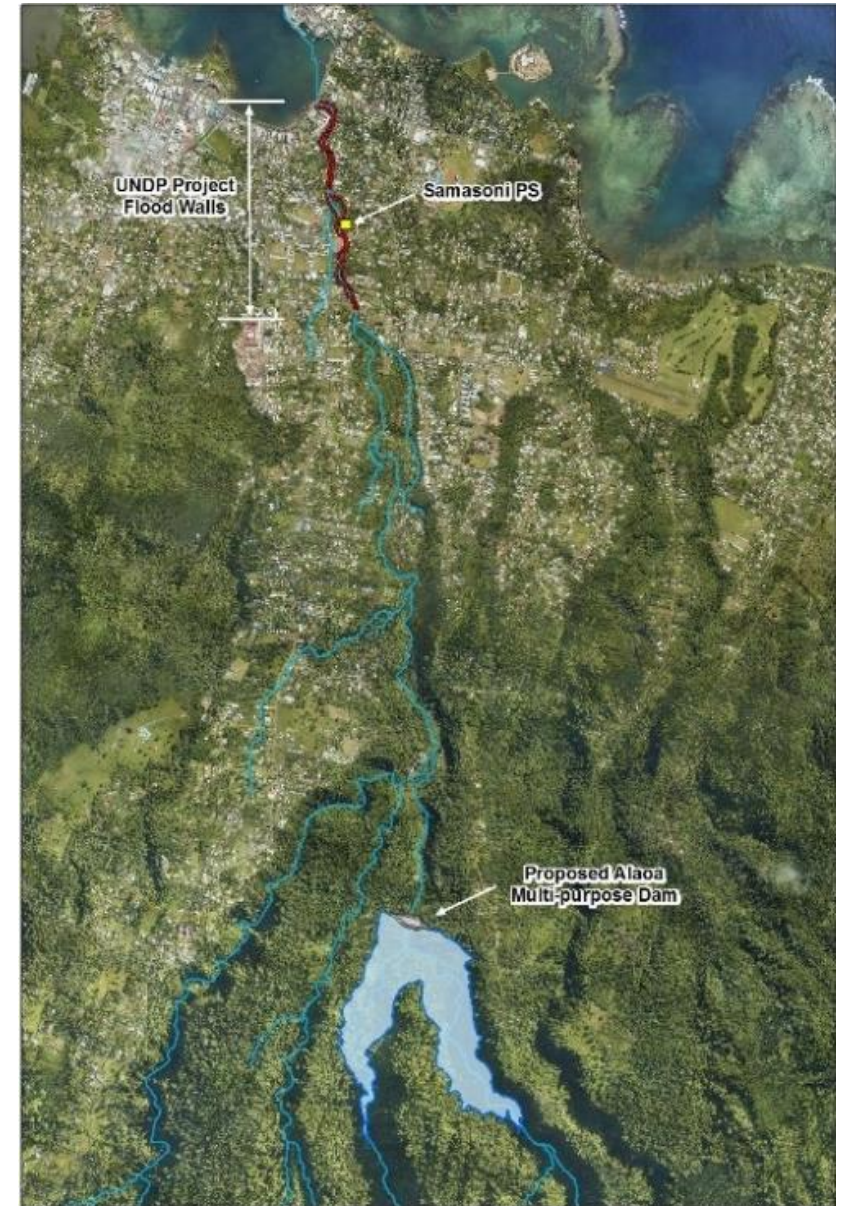 UNDP Project
Flood Walls
Samasoni PS
Proposed Alaoa
Multi-purpose Dam